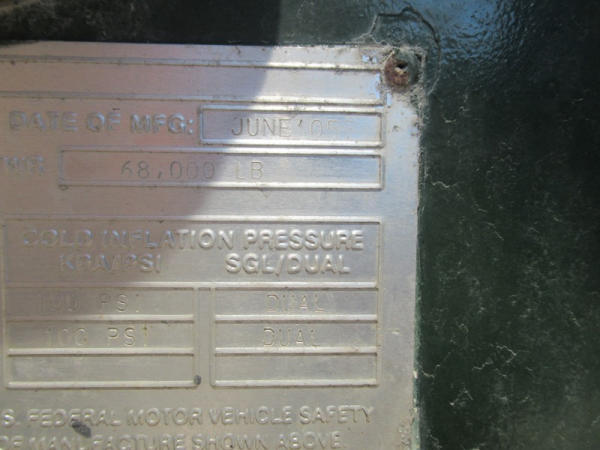 DATE OF MFG: JUNE
68,000 LB
COLD INFLATION PRESSURE
KPA/PSI SGL/DUAL
100 PSI DUAL
100 PSI DUAL
S. FEDERAL MOTOR VEHICLE SAFETY
OF MANUFACTURE SHOWN ABOVE.